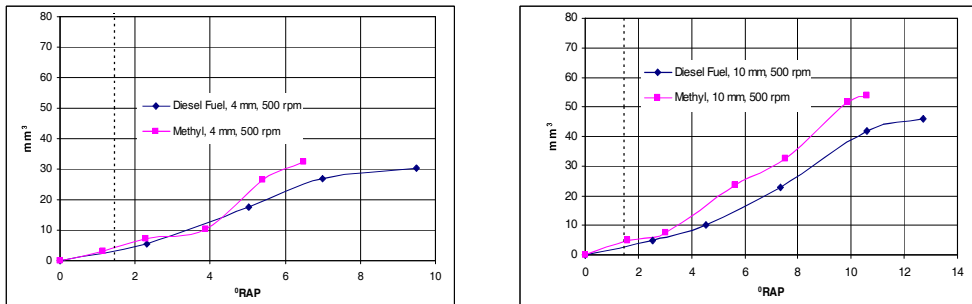 80
70
60
50
40
30
20
10
0
mm³
Diesel Fuel, 4 mm, 500 rpm
Methyl, 4 mm, 500 rpm
0 2 4 6 8 10
⁰RAP
80
70
60
50
40
30
20
10
0
mm³
Diesel Fuel, 10 mm, 500 rpm
Methyl, 10 mm, 500 rpm
0 2 4 6 8 10 12 14
⁰RAP